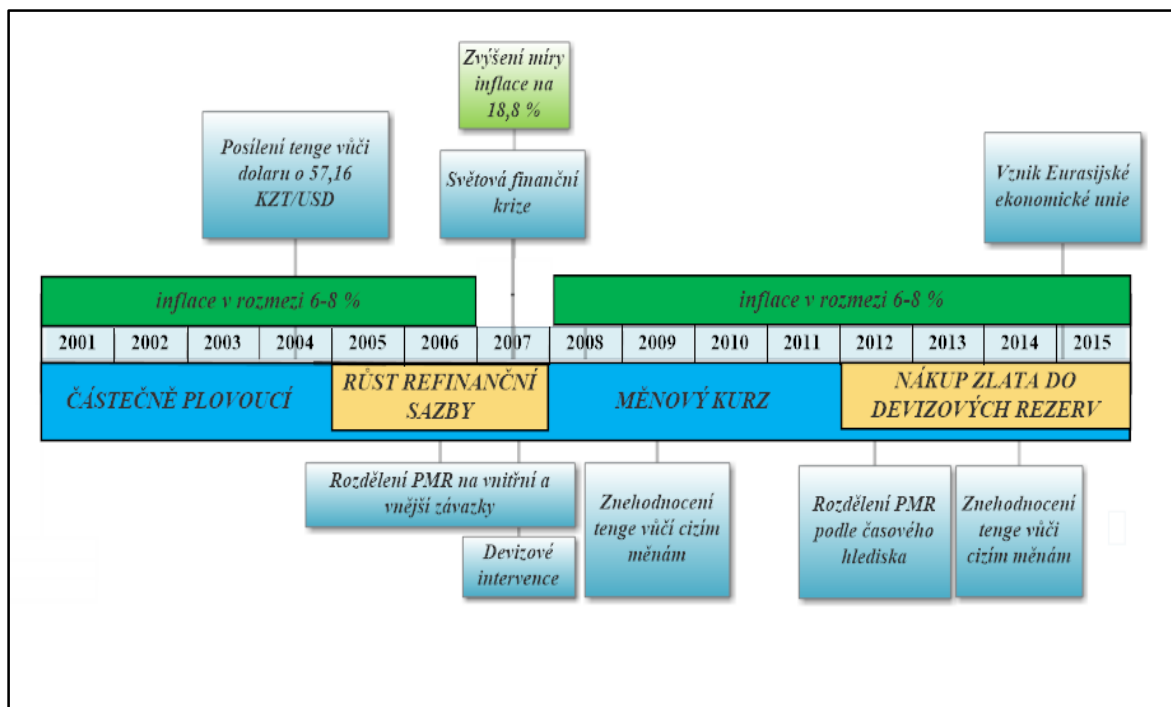 Zvýšení míry
inflace na
18,8 %
Posílení tenge vůči
dolaru o 57,16
KZT/USD
Světová finanční
krize
Vznik Eurasijské
ekonomické unie
inflace v rozmezi 6-8 %
inflace v rozmezi 6-8 %
2001 2002 2003 2004 2005 2006 2007 2008 2009 2010 2011 2012 2013 2014 2015
ČÁSTEČNĚ PLOVOUCÍ
RŮST REFINANČNÍ
SAZBY
MĚNOVÝ KURZ
NÁKUP ZLATA DO
DEVIZOVÝCH REZERV
Rozdělení PMR na vnitřní a
vnější závazky
Devizové
intervence
Znehodnocení
tenge vůčí cizím
měnám
Rozdělení PMR
podle časového
hlediska
Znehodnocení
tenge vůči
cizím měnám